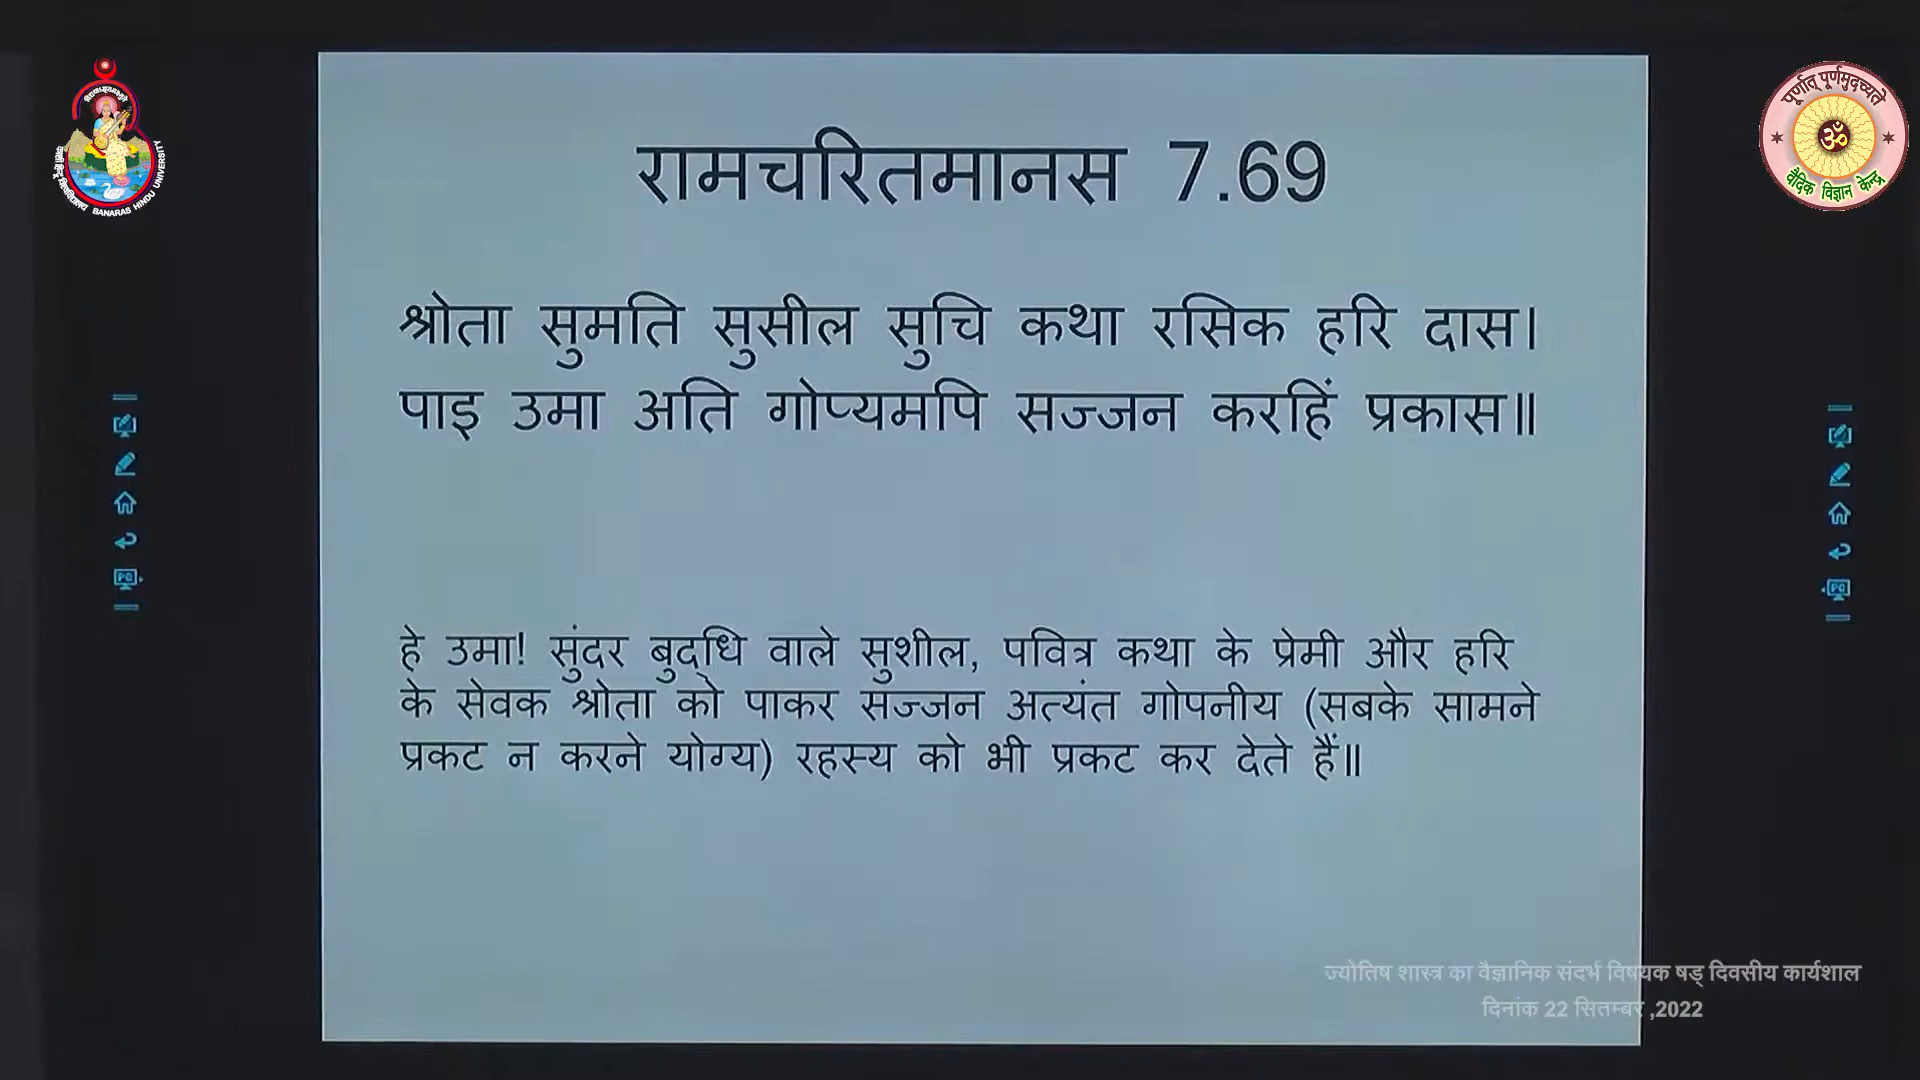 रामचरितमानस 7.69
श्रोता सुमति सुसील सुचि कथा रसिक हरि दास।
पाइ उमा अति गोप्यमपि सज्जन करहिं प्रकास॥
हे उमा! सुंदर बुद्धि वाले सुशील, पवित्र कथा के प्रेमी और हरि
के सेवक श्रोता को पाकर सज्जन अत्यंत गोपनीय (सबके सामने
प्रकट न करने योग्य) रहस्य को भी प्रकट कर देते हैं॥
ज्योतिष शास्त्र का वैज्ञानिक संदर्भ विषयक षड् दिवसीय कार्यशाल
दिनांक 22 सितम्बर ,2022
BANARAS HINDU UNIVERSITY
पूर्णात् पूर्णमुदच्यते
ॐ
वैदिक विज्ञान केन्द्र
PC
PC